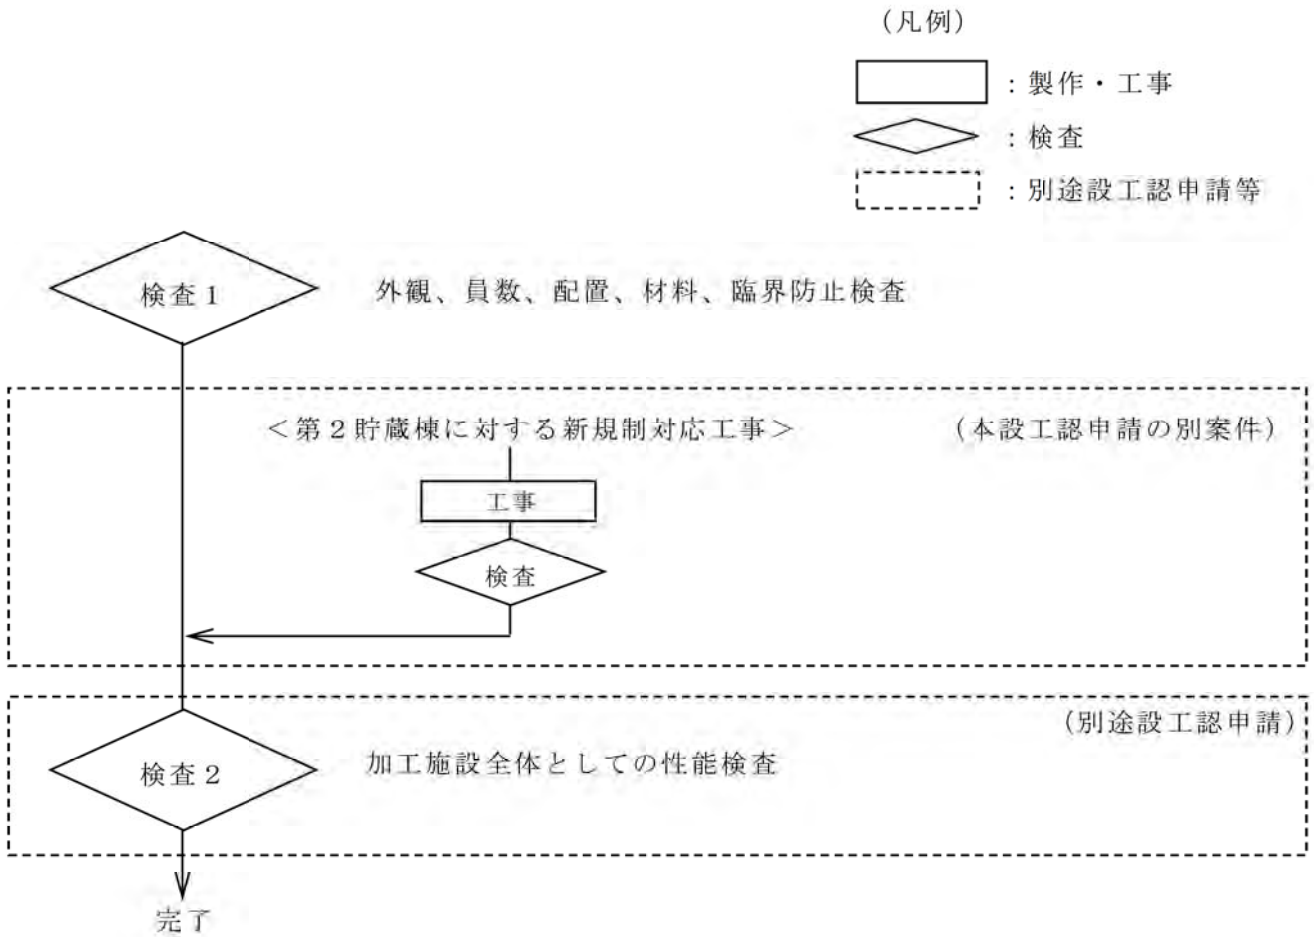 (凡例)
：製作・工事
：検査
：別途設工認申請等
検査１
外観、員数、配置、材料、臨界防止検査
＜第２貯蔵棟に対する新規制対応工事＞
(本設工認申請の別案件)
工事
検査
(別途設工認申請)
検査２
加工施設全体としての性能検査
完了